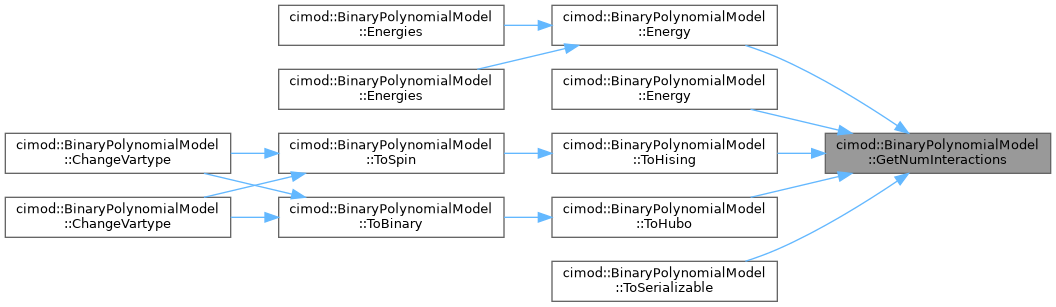 cimod::BinaryPolynomialModel
::Energies
cimod::BinaryPolynomialModel
::Energy
cimod::BinaryPolynomialModel
::Energies
cimod::BinaryPolynomialModel
::Energy
cimod::BinaryPolynomialModel
::ChangeVartype
cimod::BinaryPolynomialModel
::ToSpin
cimod::BinaryPolynomialModel
::ToHising
cimod::BinaryPolynomialModel
::GetNumInteractions
cimod::BinaryPolynomialModel
::ChangeVartype
cimod::BinaryPolynomialModel
::ToBinary
cimod::BinaryPolynomialModel
::ToHubo
cimod::BinaryPolynomialModel
::ToSerializable